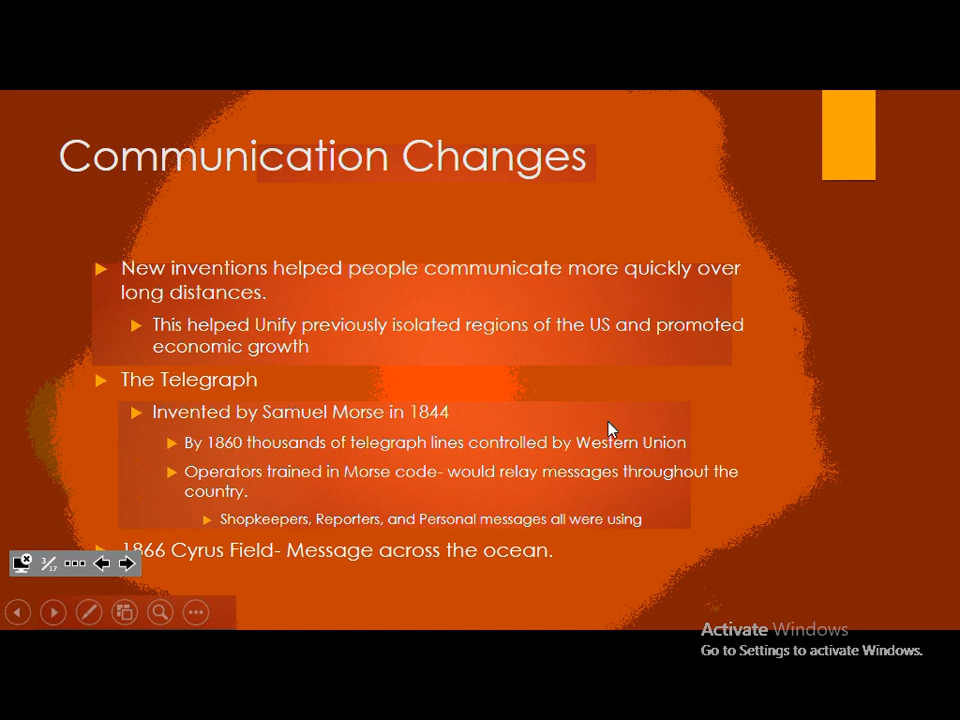 Communication Changes
New inventions helped people communicate more quickly over
long distances.
This helped Unify previously isolated regions of the US and promoted
economic growth
The Telegraph
Invented by Samuel Morse in 1844
By 1860 thousands of telegraph lines controlled by Western Union
Operators trained in Morse code- would relay messages throughout the
country.
Shopkeepers, Reporters, and Personal messages all were using
1866 Cyrus Field- Message across the ocean.
3/17
Activate Windows
Go to Settings to activate Windows.